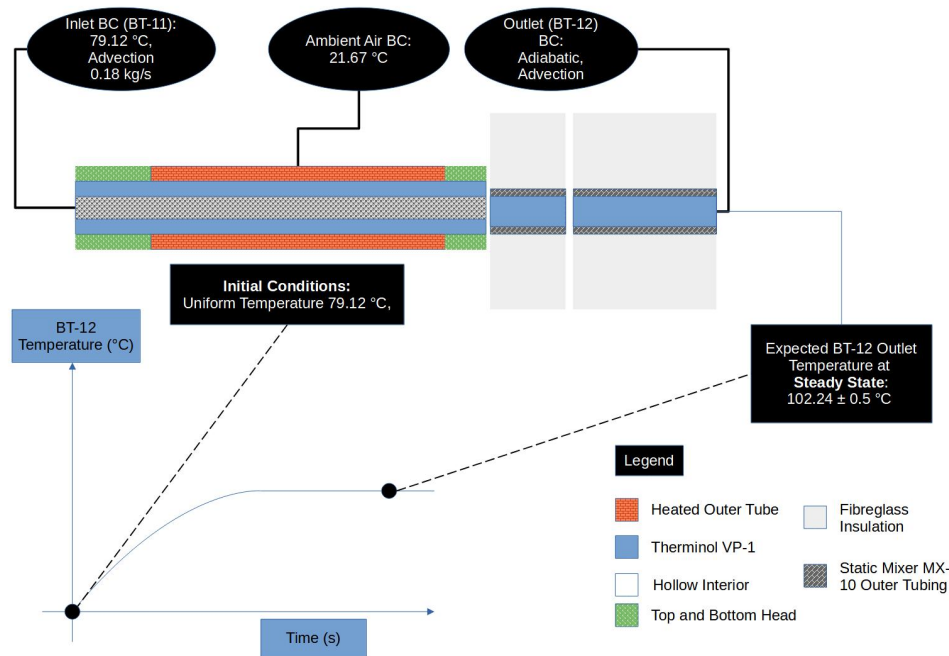 Inlet BC (BT-11):
79.12 °C,
Advection
0.18 kg/s
Ambient Air BC:
21.67 °C
Outlet (BT-12)
BC:
Adiabatic,
Advection
Initial Conditions:
Uniform Temperature 79.12 °C,
BT-12
Temperature (°C)
Expected BT-12 Outlet
Temperature at
Steady State:
102.24 ± 0.5 °C
Time (s)
Legend
Heated Outer Tube
Therminol VP-1
Hollow Interior
Top and Bottom Head
Fibreglass
Insulation
Static Mixer MX-
10 Outer Tubing